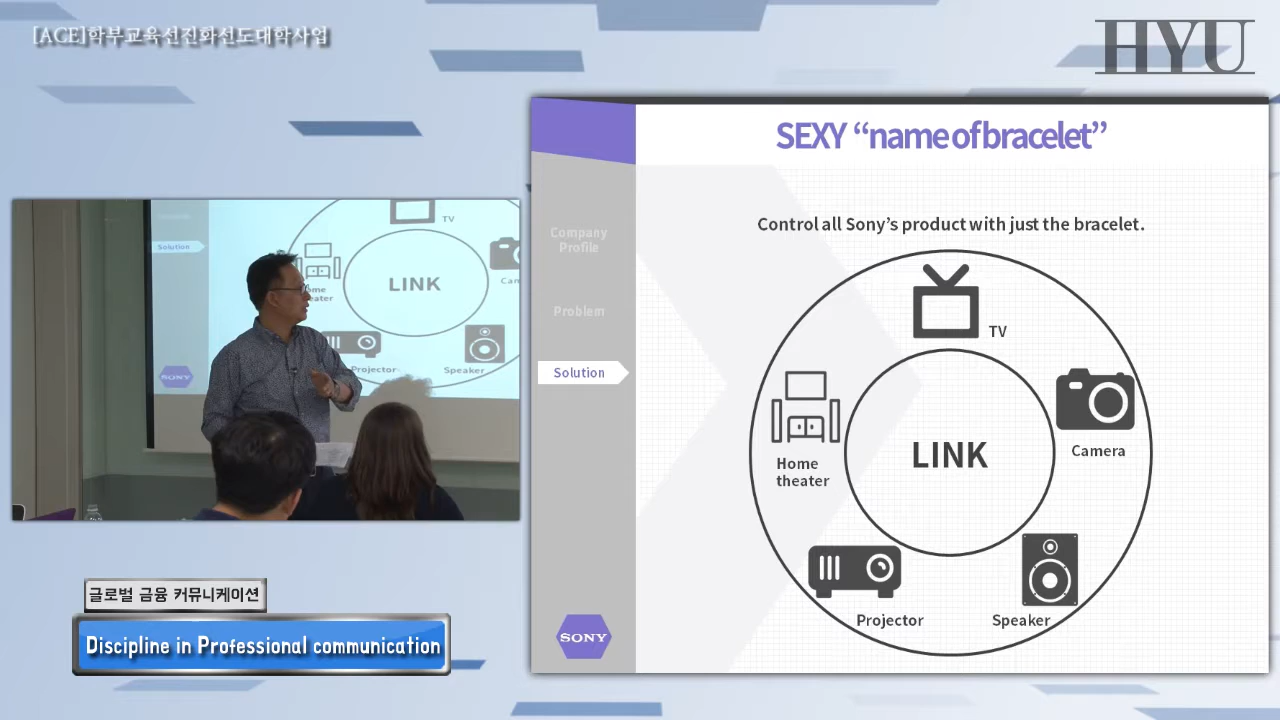 [ACE]학부교육선진화선도대학사업
HYU
SEXY “name of bracelet”
Company
Profile
Problem
Solution
SONY
Control all Sony’s product with just the bracelet.
TV
Camera
Home
theater
LINK
Projector
Speaker
Solution
TV
LINK
Projector
Speaker
SONY
글로벌 금융 커뮤니케이션
Discipline in Professional communication